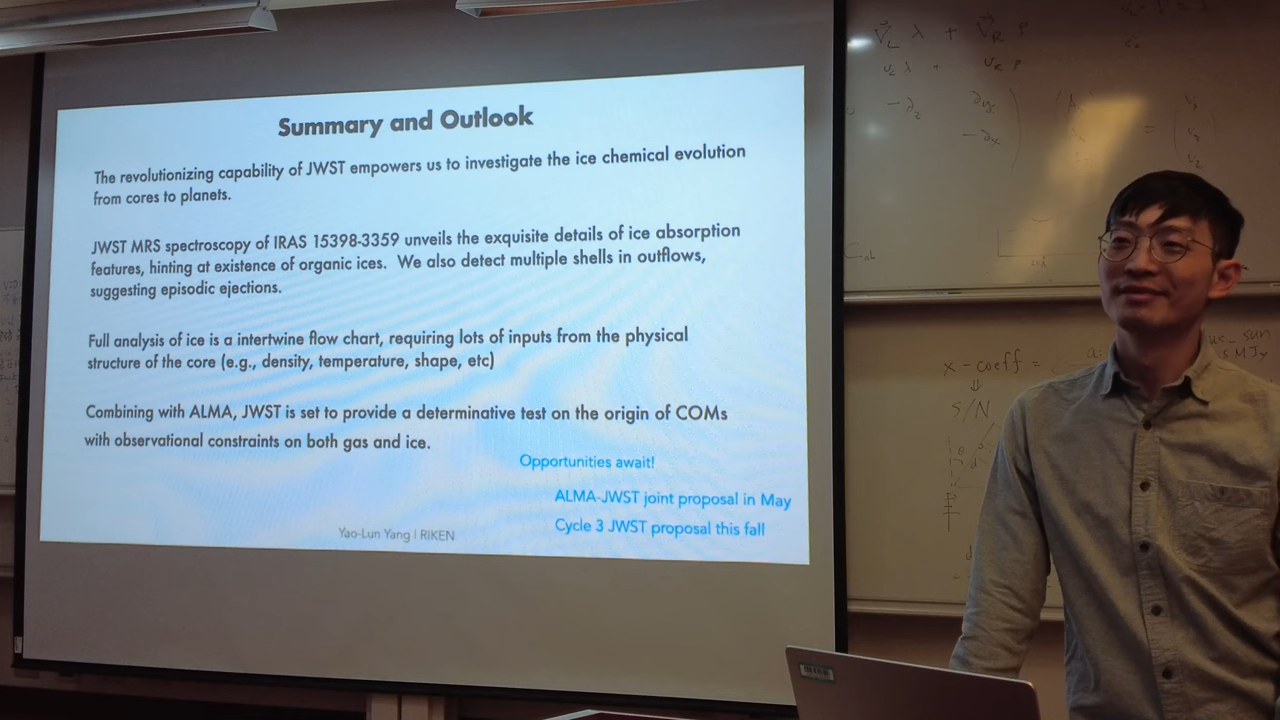 Summary and Outlook
The revolutionizing capability of JWST empowers us to investigate the ice chemical evolution
from cores to planets.
JWST MRS spectroscopy of IRAS 15398-3359 unveils the exquisite details of ice absorption
features, hinting at existence of organic ices. We also detect multiple shells in outflows,
suggesting episodic ejections.
Full analysis of ice is a intertwine flow chart, requiring lots of inputs from the physical
structure of the core (e.g., density, temperature, shape, etc)
Combining with ALMA, JWST is set to provide a determinative test on the origin of COMs
with observational constraints on both gas and ice.
Opportunities await!
ALMA-JWST joint proposal in May
Cycle 3 JWST proposal this fall
Yao-Lun Yang | RIKEN
x - coeff =
S/N